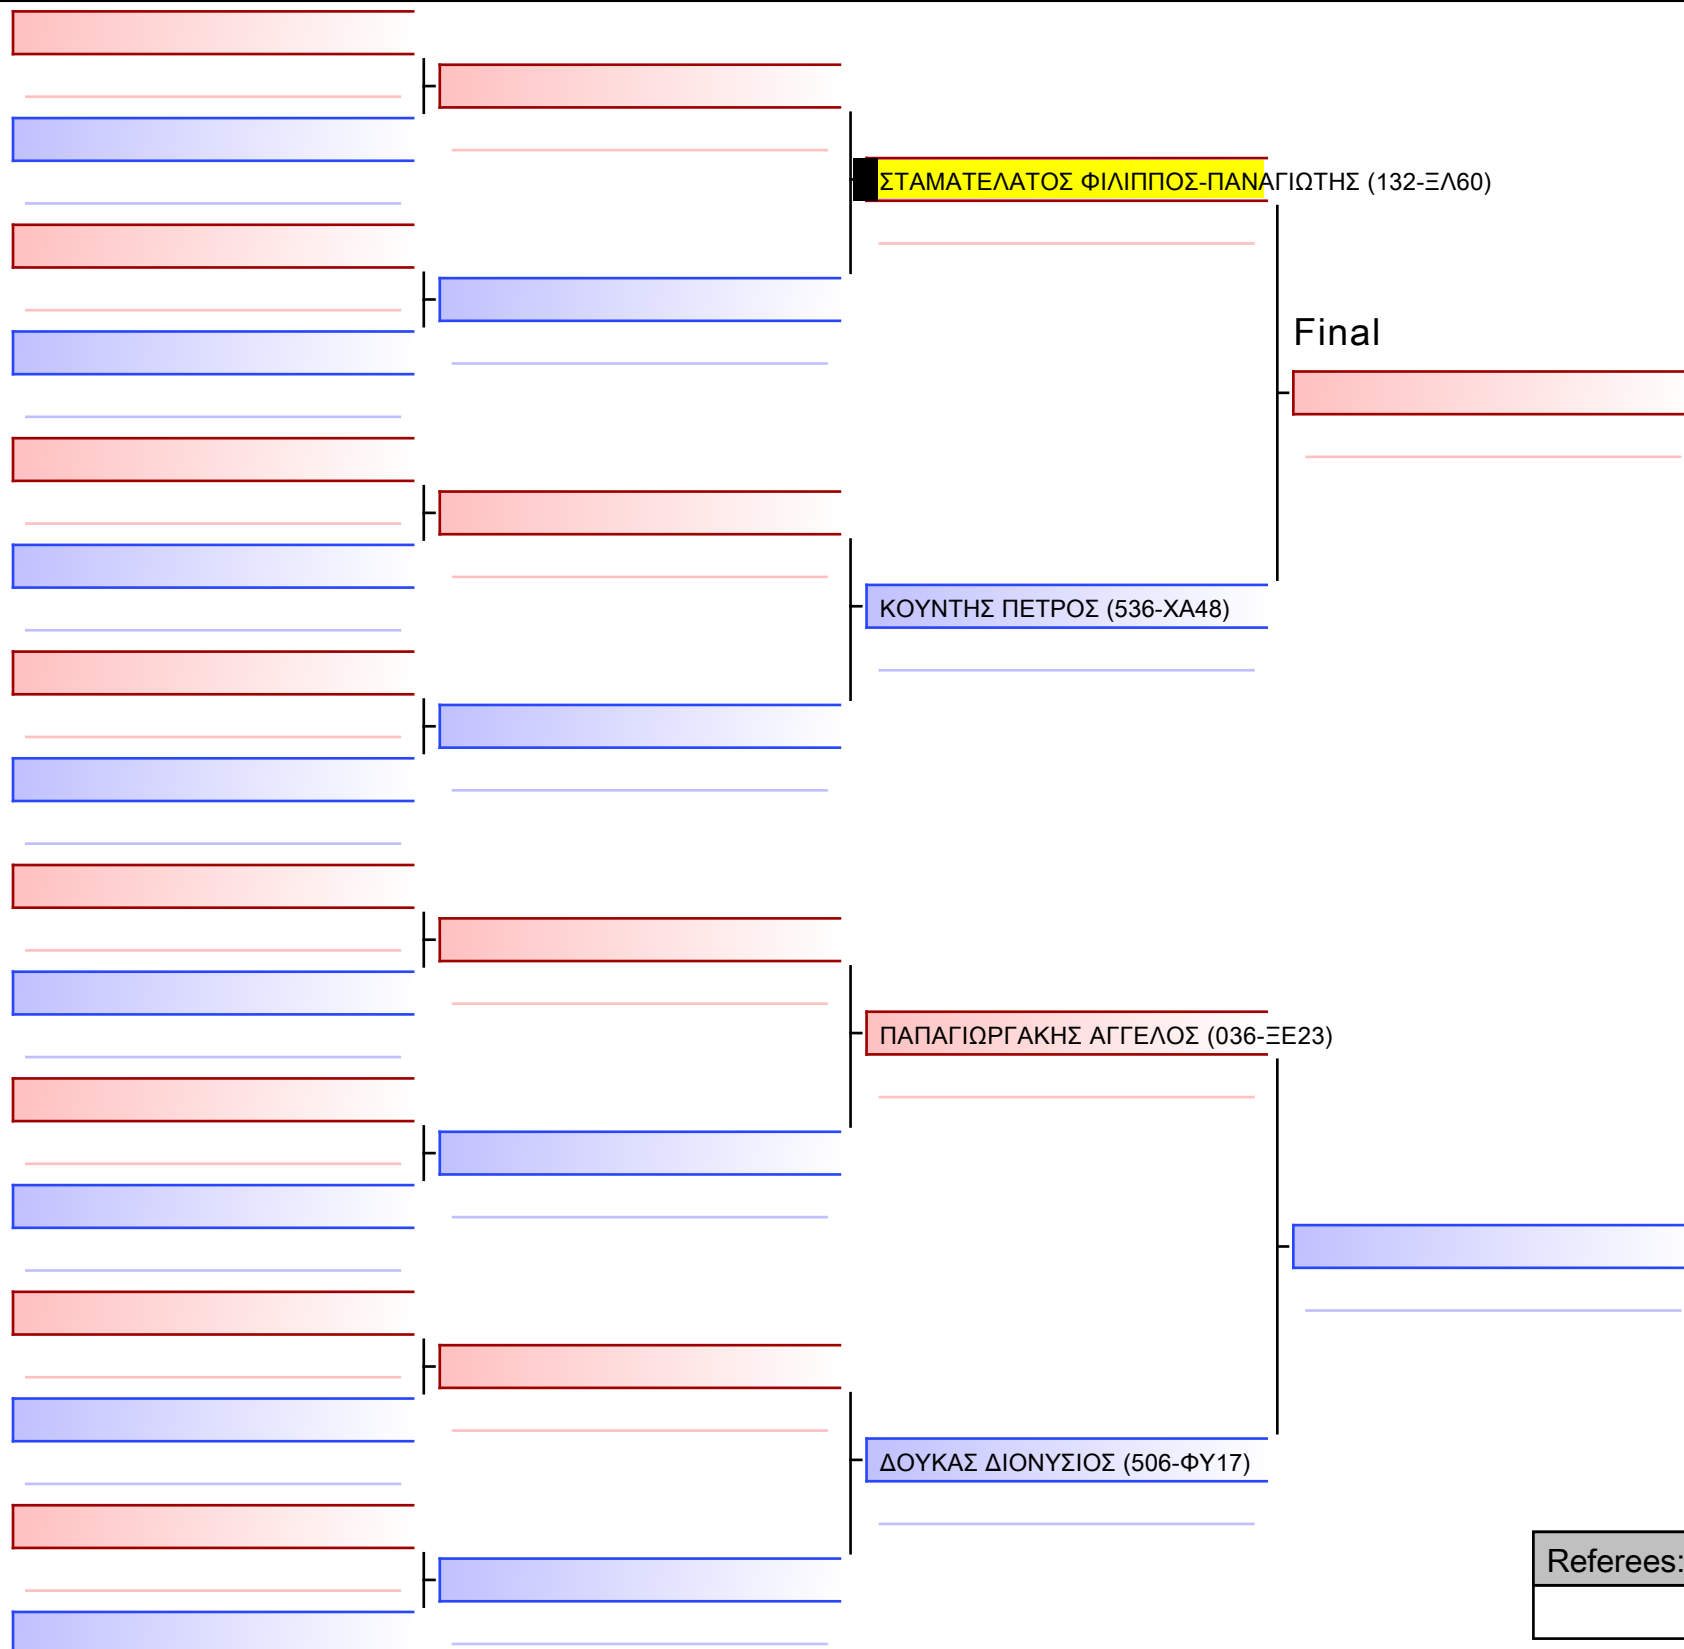 ΣΤΑΜΑΤΕΛΑΤΟΣ ΦΙΛΙΠΠΟΣ-ΠΑΝΑΓΙΩΤΗΣ (132-ΞΛ60)
Final
ΚΟΥΝΤΗΣ ΠΕΤΡΟΣ (536-ΧΑ48)
ΠΑΠΑΓΙΩΡΓΑΚΗΣ ΑΓΓΕΛΟΣ (036-ΞΕ23)
ΔΟΥΚΑΣ ΔΙΟΝΥΣΙΟΣ (506-ΦΥ17)
Referees: